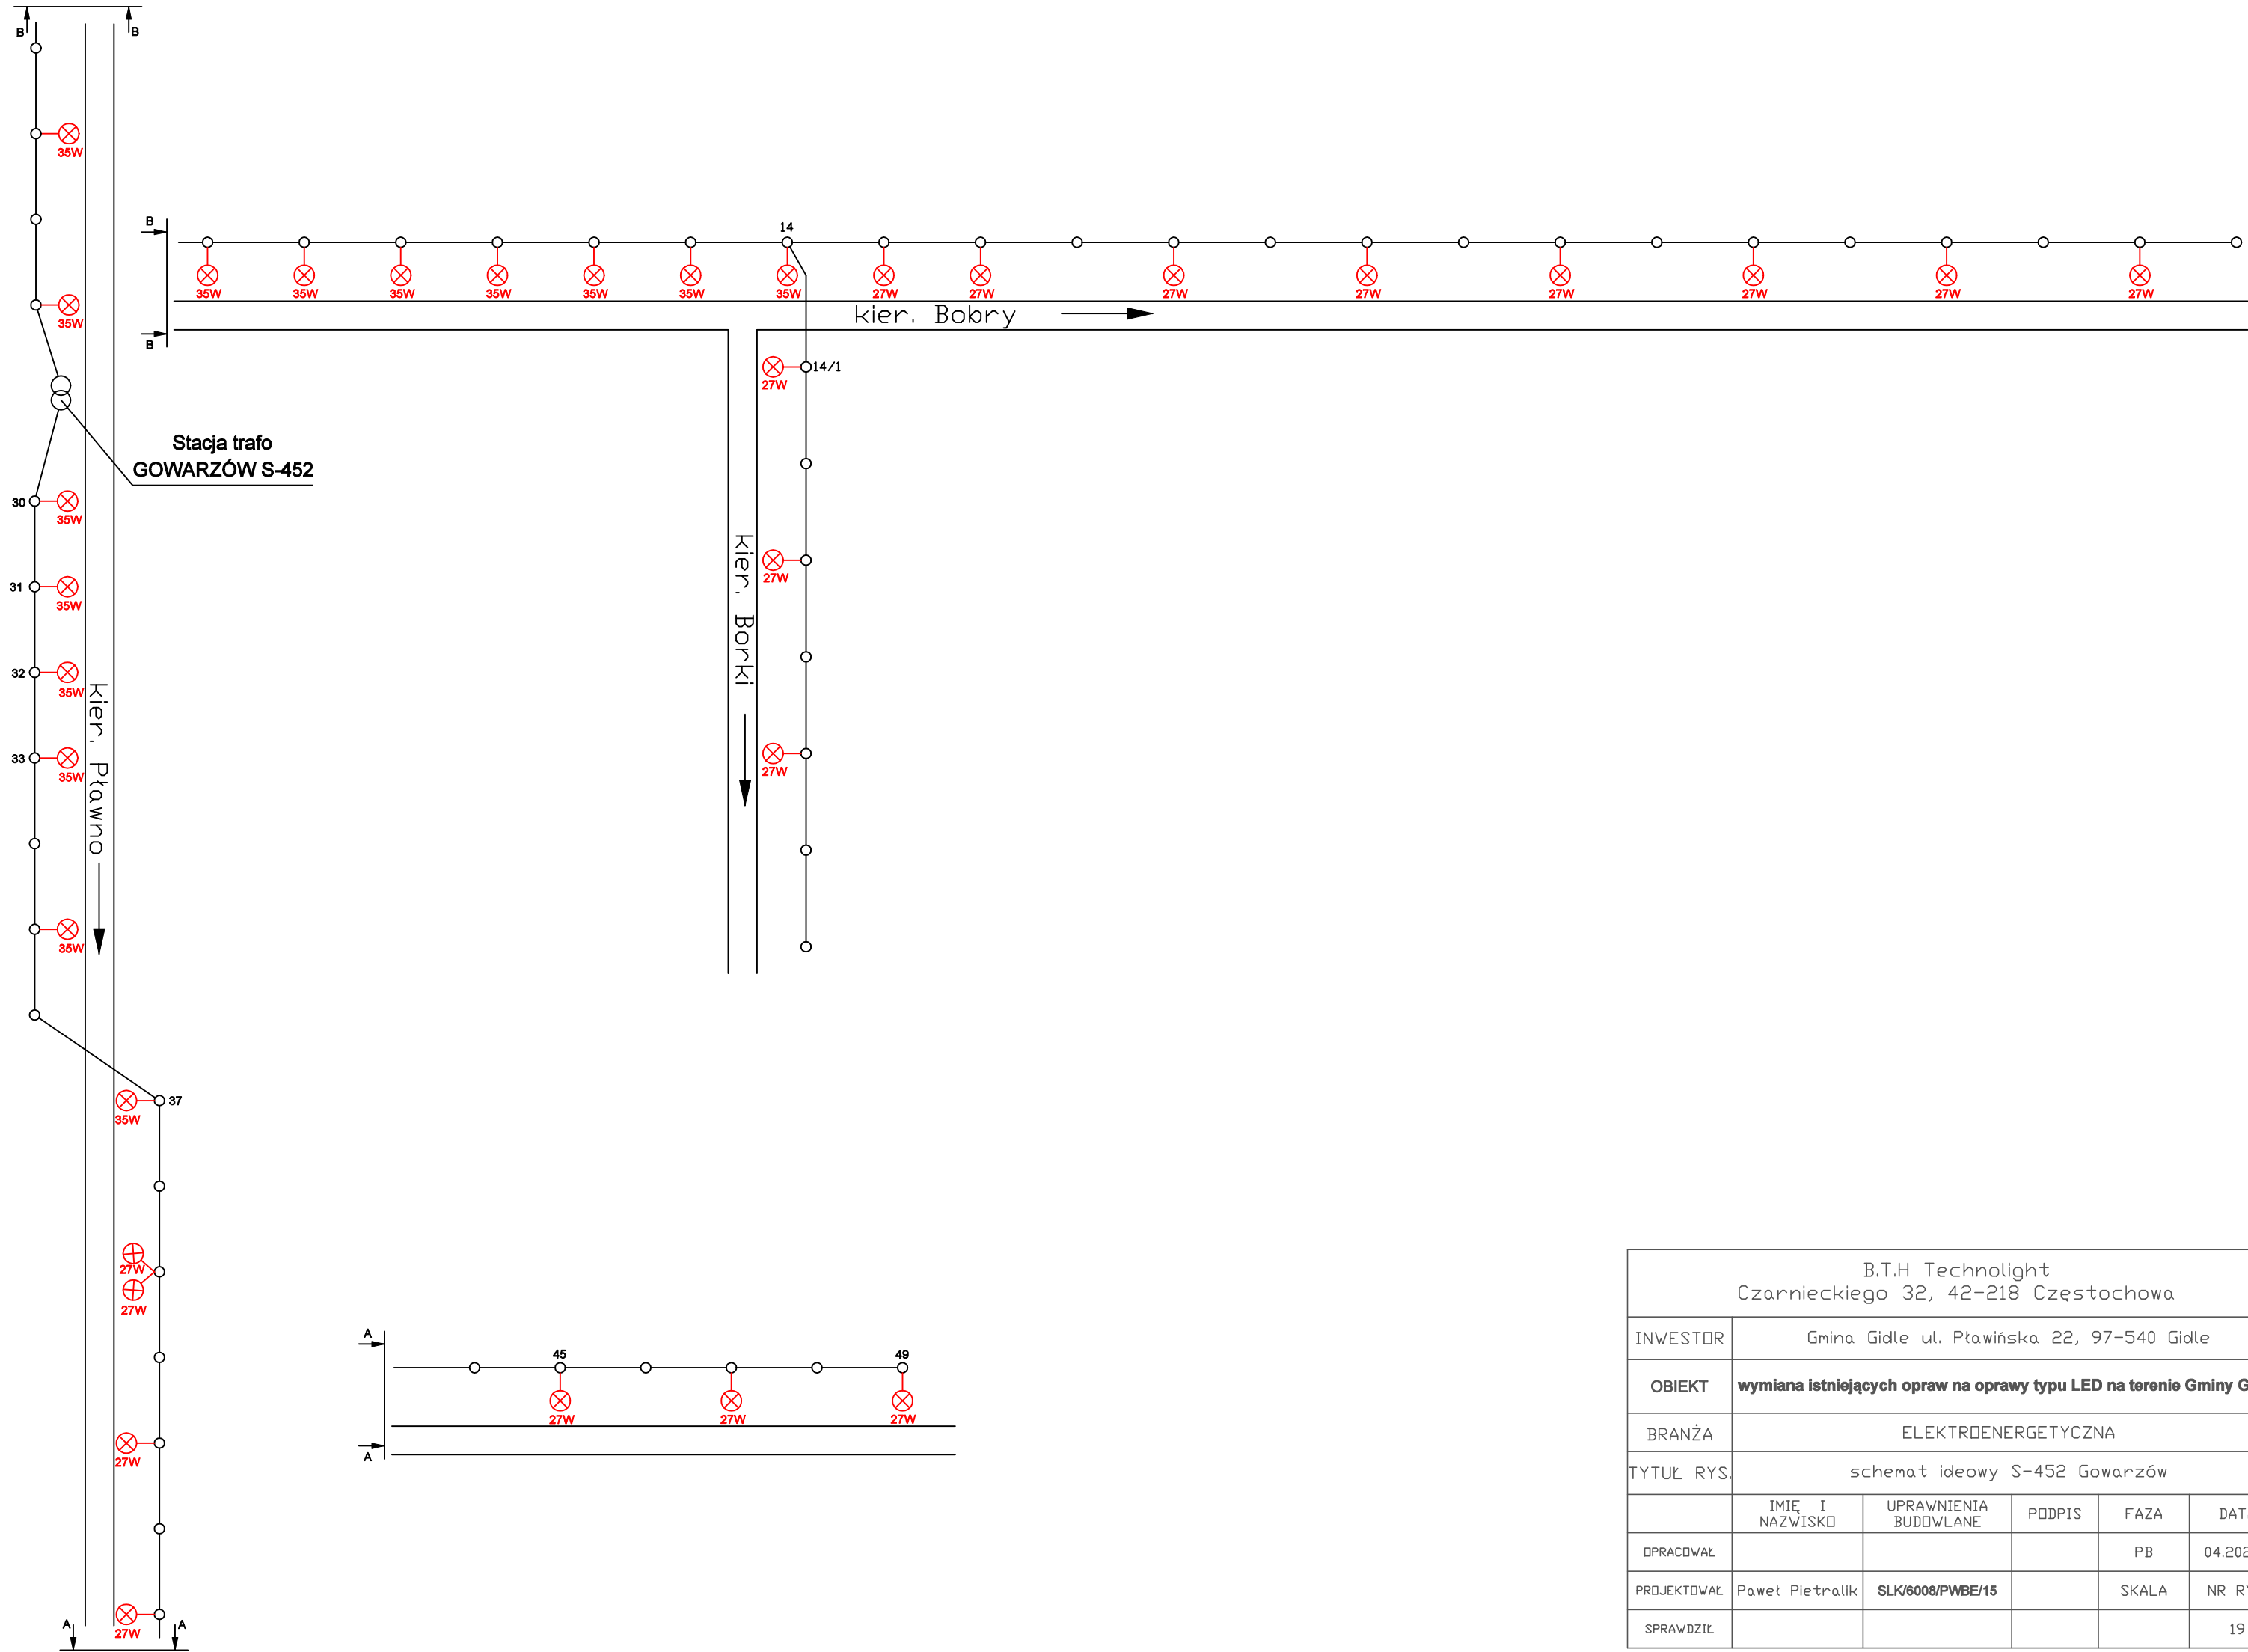 B
B
35W
35W
Stacja trafo
GOWARZÓW S-452
30
35W
31
35W
32
35W
33
35W
kier. Pławno
35W
37
35W
27W
27W
27W
27W
A
A
B
B
14
35W
35W
35W
35W
35W
35W
35W
27W
27W
27W
27W
27W
27W
27W
27W
kier. Bobry
14/1
27W
27W
27W
kier. Borki
A
A
45
49
27W
27W
27W
B.T.H Technolight
Czarnieckiego 32, 42-218 Częstochowa
INWESTOR Gmina Gidle ul. Pławińska 22, 97-540 Gidle
OBIEKT wymiana istniejących opraw na oprawy typu LED na terenie Gminy
BRANŻA ELEKTROENERGETYCZNA
TYTUŁ RYS. schemat ideowy S-452 Gowarzów
IMIĘ I NAZWISKO UPRAWNIENIA BUDOWLANE PODPIS FAZA
OPRACOWAŁ PB
PROJEKTOWAŁ Paweł Pietralik SLK/6008/PWBE/15 SKALA NR
SPRAWDZIŁ 19